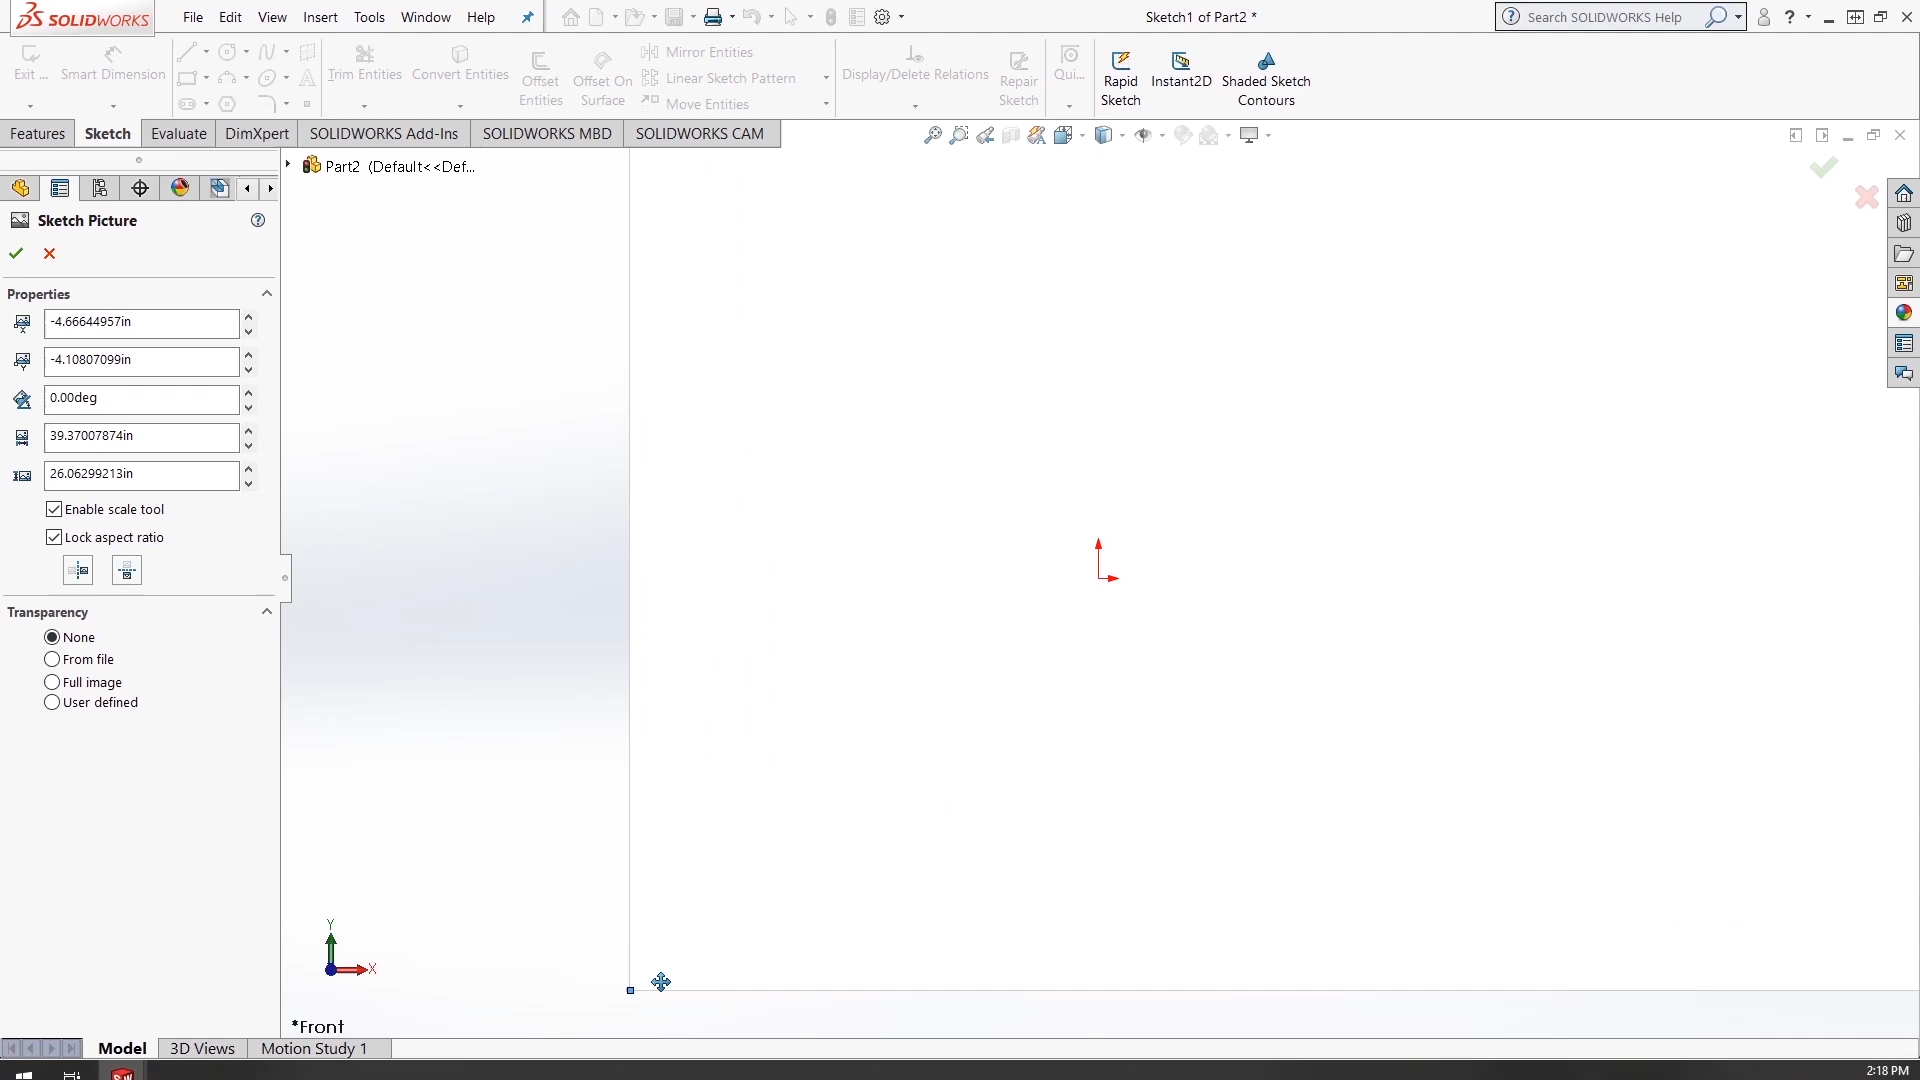 SOLIDWORKS File Edit View Insert Tools Window Help Sketch1 of Part2 * Search SOLIDWORKS Help ?
Exit ... Smart Dimension Trim Entities Convert Entities Offset Entities Offset On Surface Mirror Entities
Linear Sketch Pattern
Move Entities
Display/Delete Relations Repair Sketch Qui... Rapid Sketch Instant2D Shaded Sketch Contours
Features Sketch Evaluate DimXpert SOLIDWORKS Add-Ins SOLIDWORKS MBD SOLIDWORKS CAM
Part2 (Default<<Def...
Sketch Picture ?
Properties
-4.66644957in
-4.10807099in
0.00deg
39.37007874in
26.06299213in
Enable scale tool
Lock aspect ratio
Transparency
None
From file
Full image
User defined
Y
X
*Front
Model 3D Views Motion Study 1
SW 2:18 PM